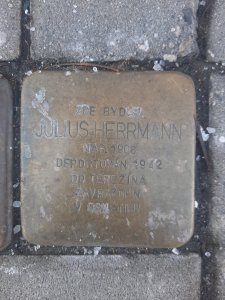 ZDE BYDLEL
JULIUS HERRMANN
NAR. 1908
DEPORTOVÁN 1942
DO TEREZÍNA
ZAVRAŽDĚN
V